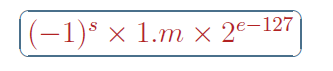 (−1)^s × 1.m × 2^{e−127}